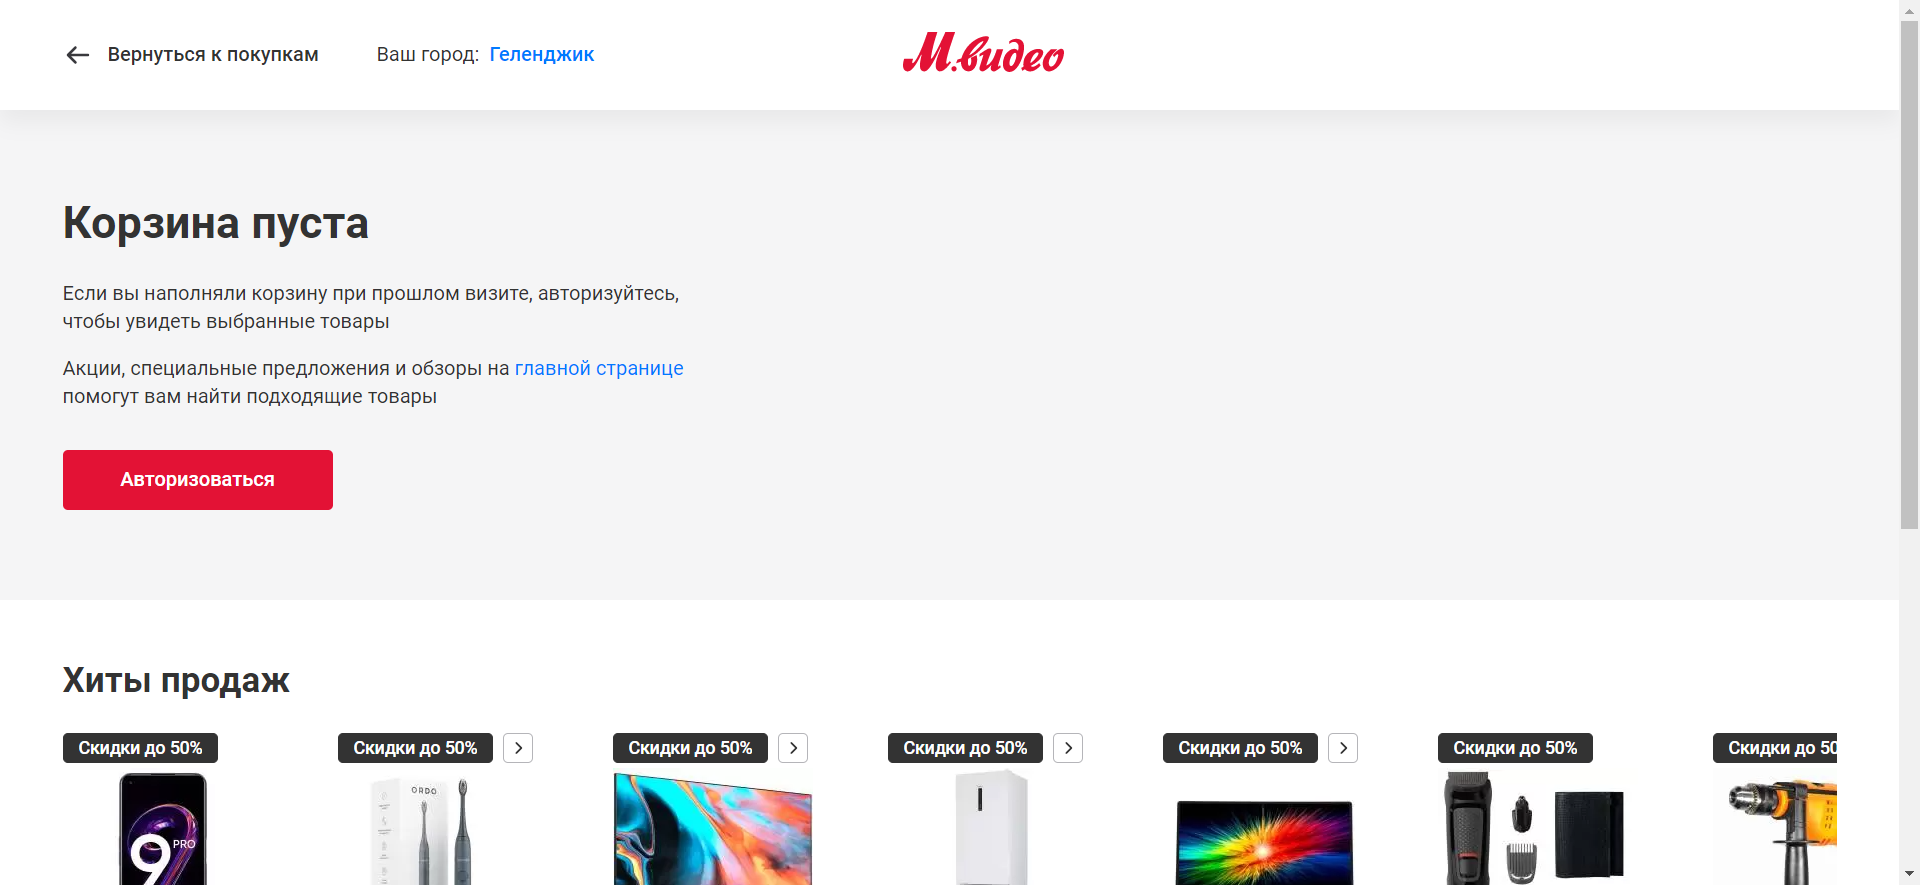 Вернуться к покупкам
Ваш город: Геленджик
М.видео
Корзина пуста
Если вы наполняли корзину при прошлом визите, авторизуйтесь,
чтобы увидеть выбранные товары
Акции, специальные предложения и обзоры на главной странице
помогут вам найти подходящие товары
Авторизоваться
Хиты продаж
Скидки до 50%
Скидки до 50%
Скидки до 50%
Скидки до 50%
Скидки до 50%
Скидки до 50%
Скидки до 50
9 PRO
ORDO